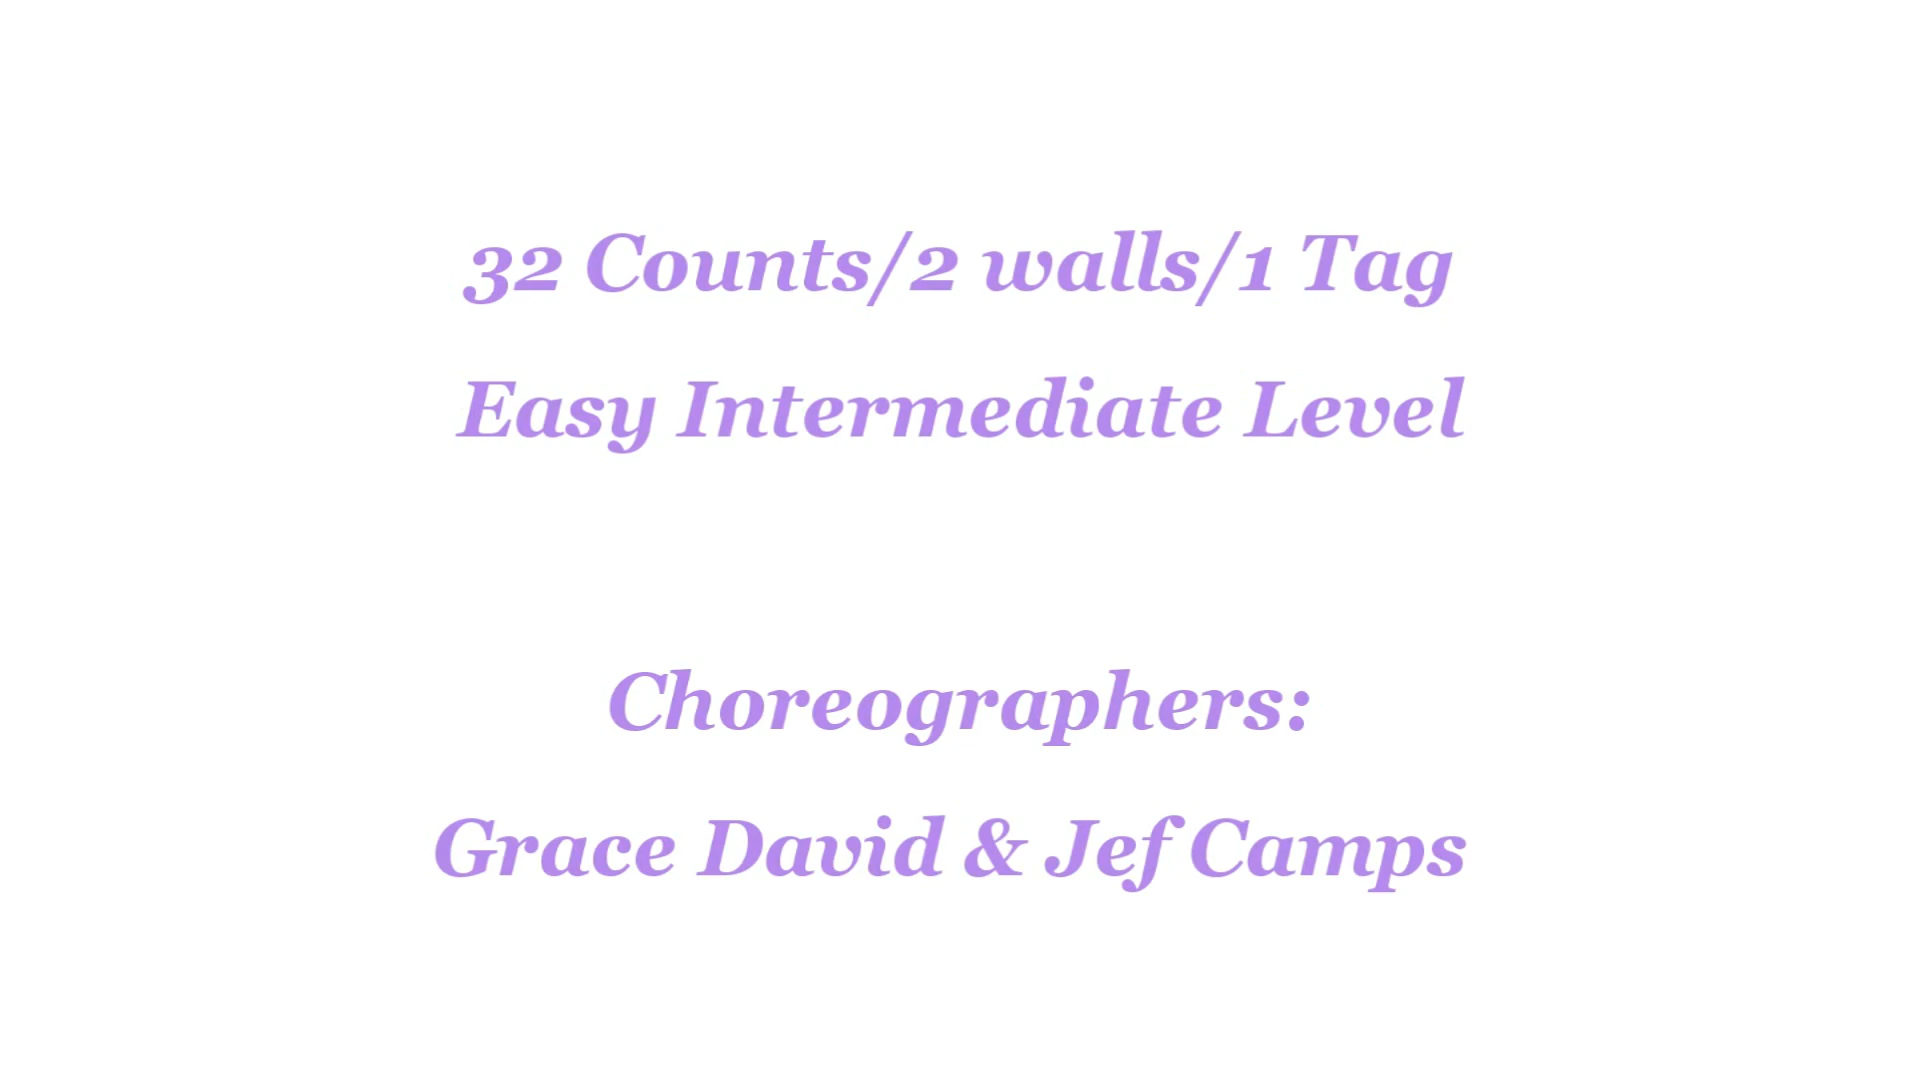 32 Counts/2 walls/1 Tag
Easy Intermediate Level
Choreographers:
Grace David & Jef Camps